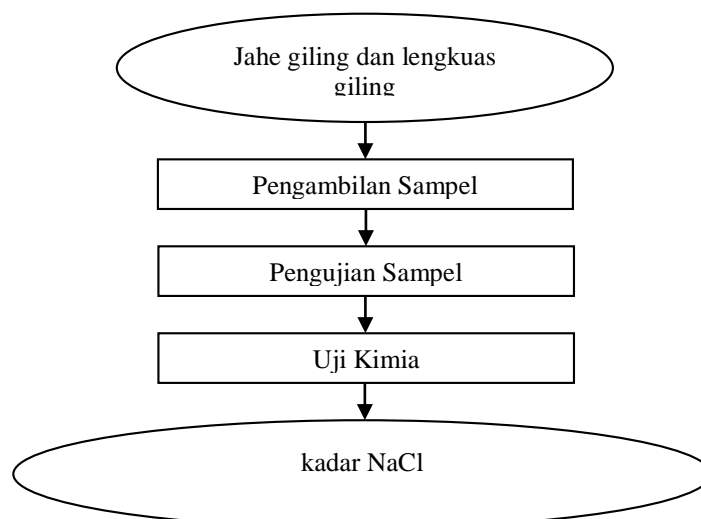 Jahe giling dan lengkuas
giling
Pengambilan Sampel
Pengujian Sampel
Uji Kimia
kadar NaCl